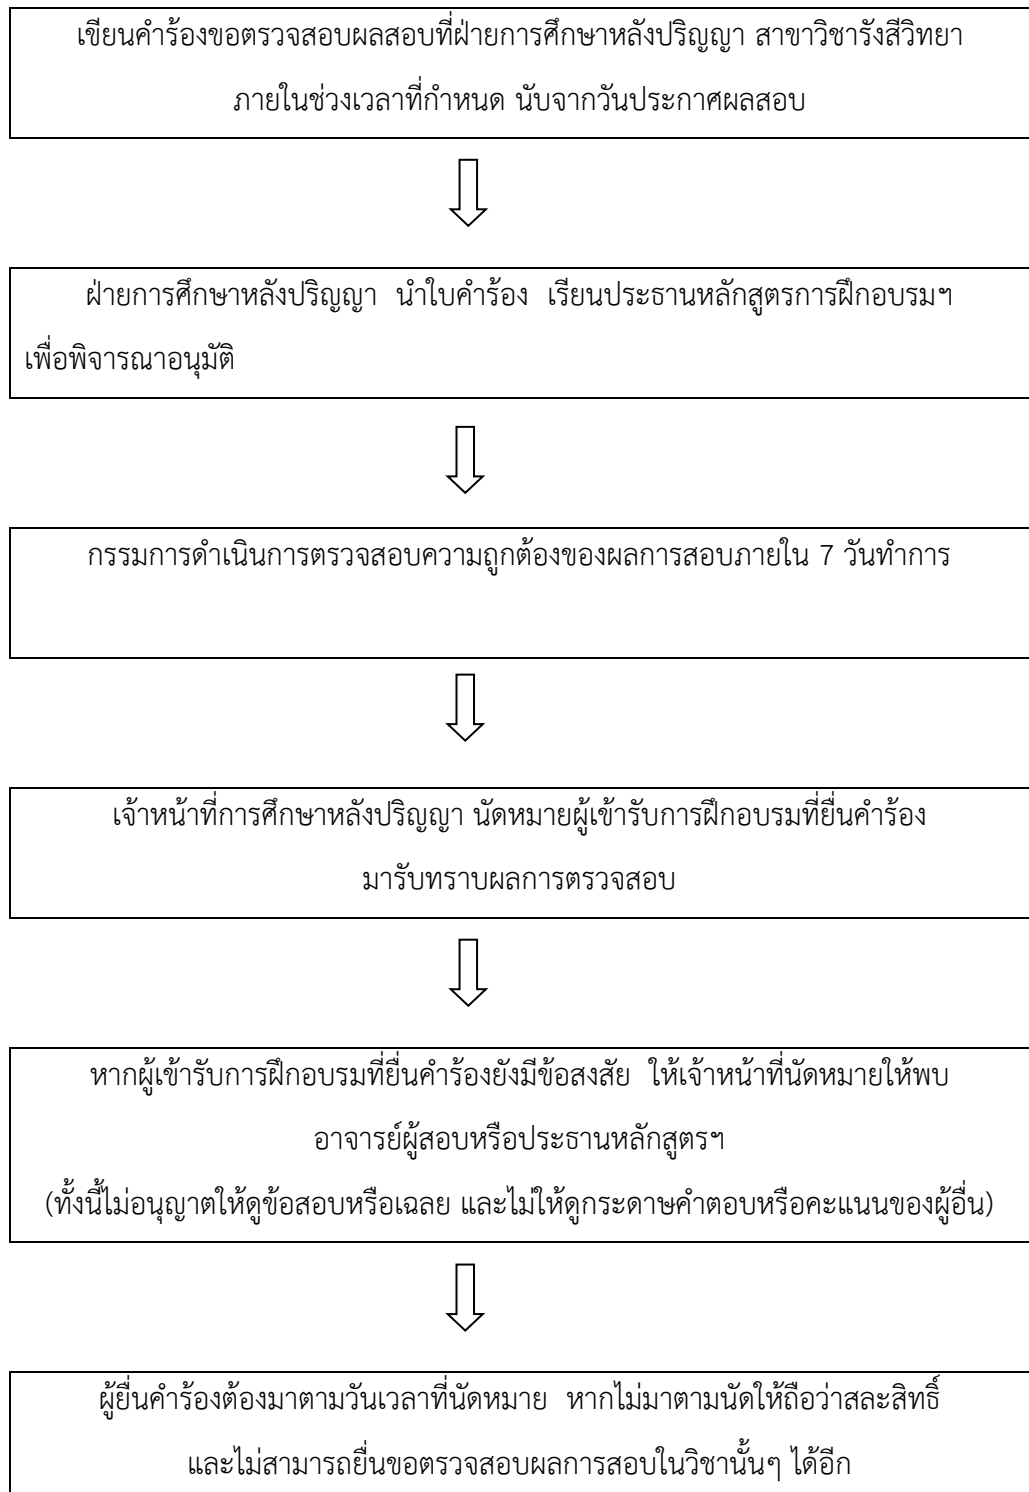 เขียนคำร้องขอตรวจสอบผลสอบที่ฝ่ายการศึกษาหลังปริญญา สาขาวิชารังสีวิทยา
ภายในช่วงเวลาที่กำหนด นับจากวันประกาศผลสอบ
ฝ่ายการศึกษาหลังปริญญา นำใบคำร้อง เรียนประธานหลักสูตรการฝึกอบรมฯ
เพื่อพิจารณาอนุมัติ
กรรมการดำเนินการตรวจสอบความถูกต้องของผลการสอบภายใน 7 วันทำการ
เจ้าหน้าที่การศึกษาหลังปริญญา นัดหมายผู้เข้ารับการฝึกอบรมที่ยื่นคำร้อง
มารับทราบผลการตรวจสอบ
หากผู้เข้ารับการฝึกอบรมที่ยื่นคำร้องยังมีข้อสงสัย ให้เจ้าหน้าที่นัดหมายให้พบ
อาจารย์ผู้สอบหรือประธานหลักสูตรฯ
(ทั้งนี้ไม่อนุญาตให้ดูข้อสอบหรือเฉลย และไม่ให้ดูกระดาษคำตอบหรือคะแนนของผู้อื่น)
ผู้ยื่นคำร้องต้องมาตามวันเวลาที่นัดหมาย หากไม่มาตามนัดให้ถือว่าสละสิทธิ์
และไม่สามารถยื่นขอตรวจสอบผลการสอบในวิชานั้นๆ ได้อีก